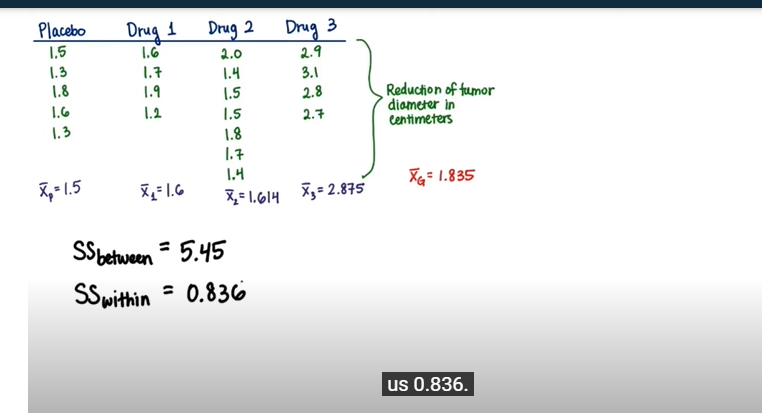 Placebo Drug 1 Drug 2 Drug 3
1.5 1.6 2.0 2.9
1.3 1.7 1.4 3.1
1.8 1.9 1.5 2.8
1.6 1.2 1.5 2.7
1.3 1.8
1.7
1.4
Reduction of tumor
diameter in
centimeters
x̄p = 1.5 x̄1 = 1.6 x̄2 = 1.614 x̄3 = 2.875 x̄G = 1.835
SSbetween = 5.45
SSwithin = 0.836
us 0.836.